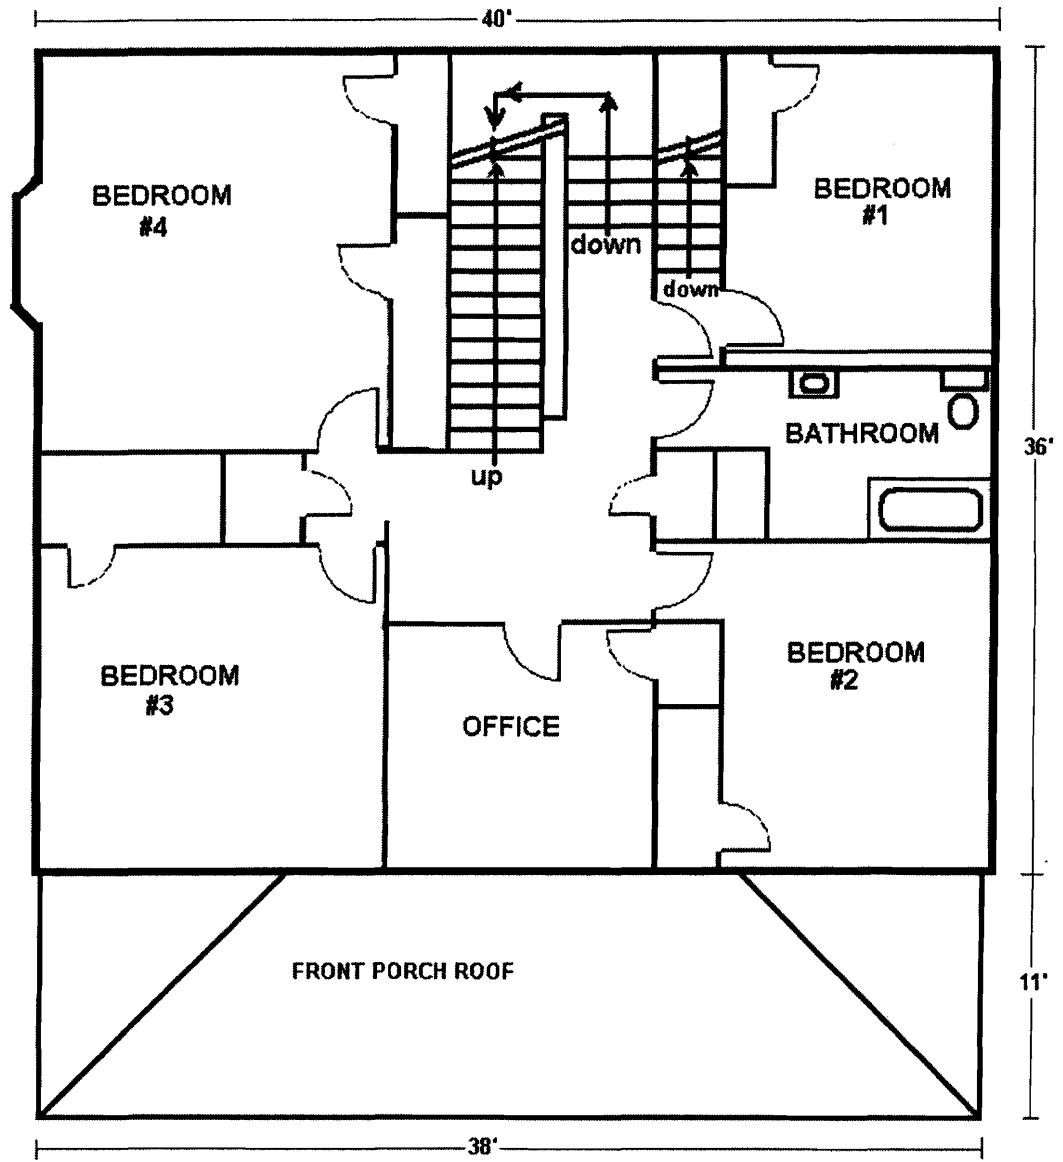 40'
BEDROOM
#4
BEDROOM
#1
down
down
up
BATHROOM
36'
BEDROOM
#3
BEDROOM
#2
OFFICE
FRONT PORCH ROOF
11'
38'